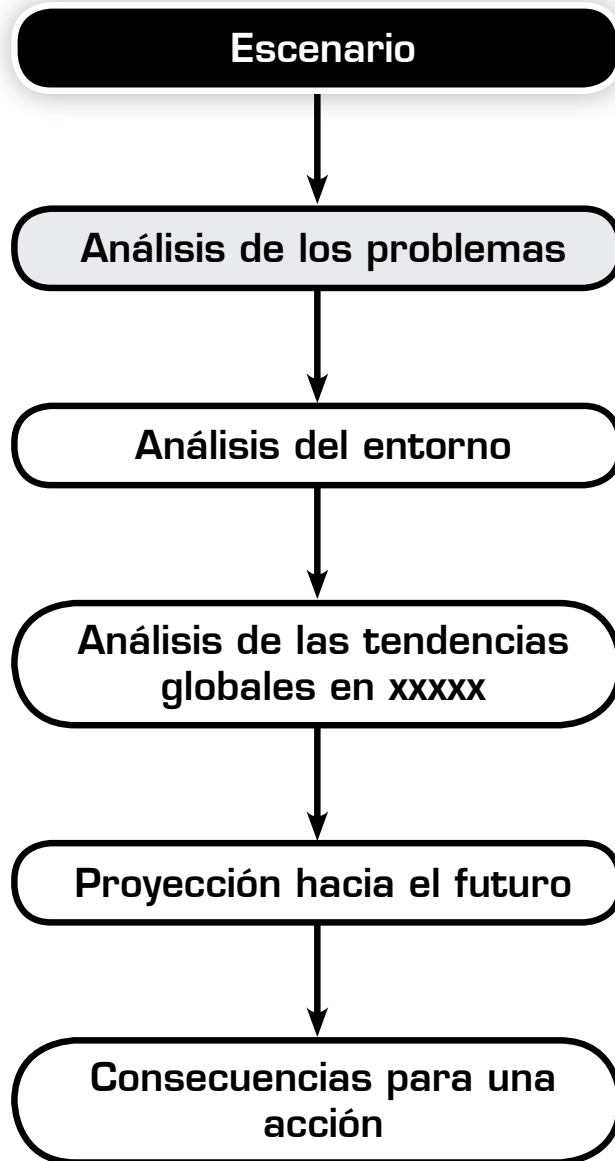 Escenario
Análisis de los problemas
Análisis del entorno
Análisis de las tendencias
globales en xxxxx
Proyección hacia el futuro
Consecuencias para una
acción